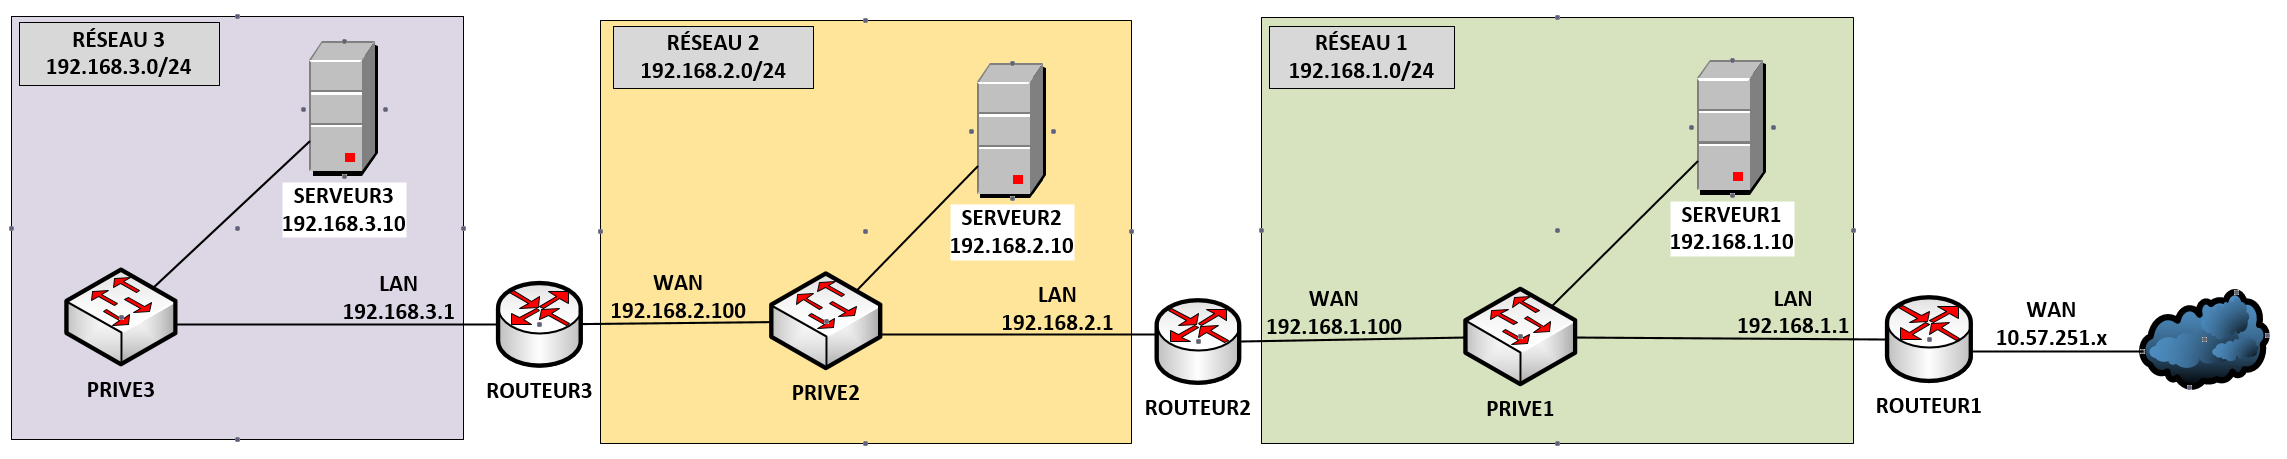 RÉSEAU 3
192.168.3.0/24
SERVEUR3
192.168.3.10
LAN
192.168.3.1
PRIVE3
ROUTEUR3
RÉSEAU 2
192.168.2.0/24
SERVEUR2
192.168.2.10
WAN
192.168.2.100
LAN
192.168.2.1
PRIVE2
ROUTEUR2
RÉSEAU 1
192.168.1.0/24
SERVEUR1
192.168.1.10
WAN
192.168.1.100
LAN
192.168.1.1
PRIVE1
ROUTEUR1
WAN
10.57.251.x